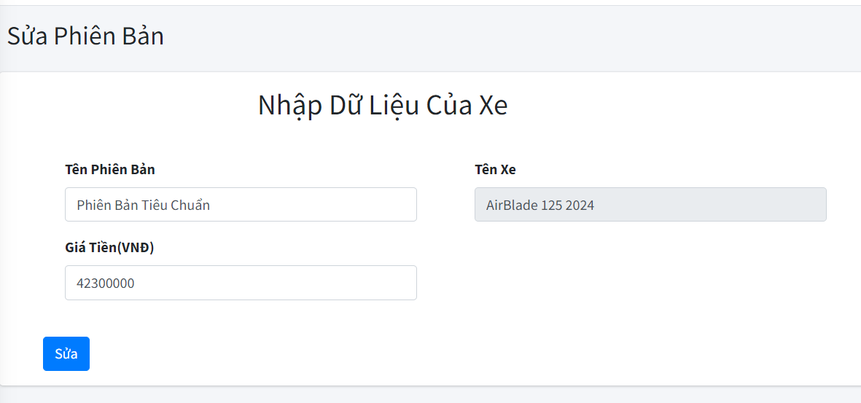 Sửa Phiên Bản
Nhập Dữ Liệu Của Xe
Tên Phiên Bản
Phiên Bản Tiêu Chuẩn
Tên Xe
AirBlade 125 2024
Giá Tiền(VNĐ)
42300000
Sửa